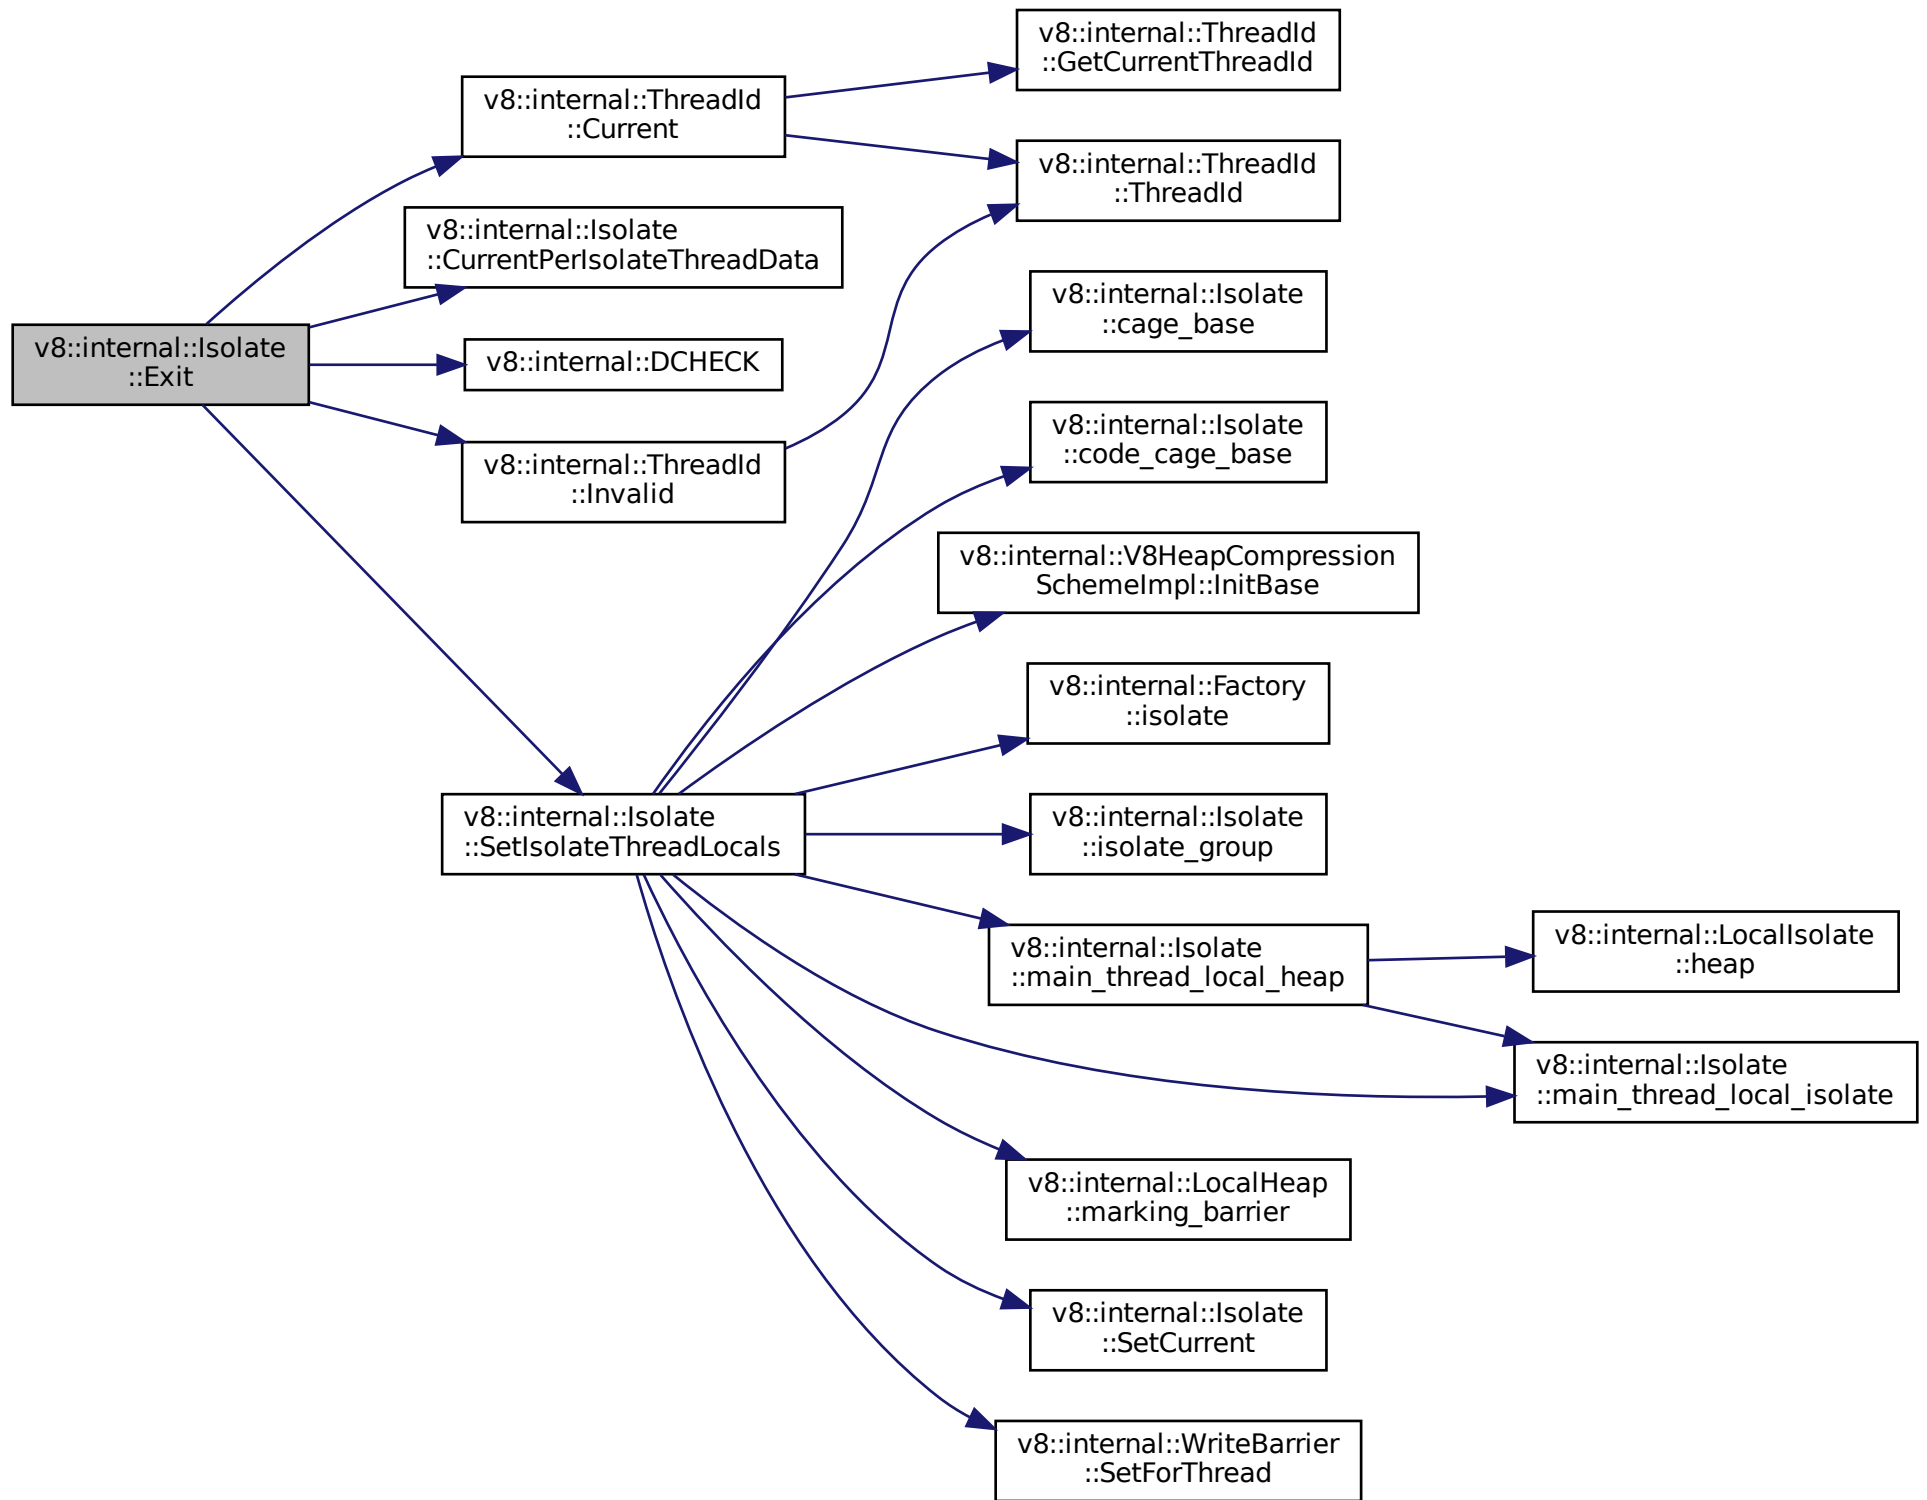 v8::internal::Isolate
::Exit
v8::internal::ThreadId
::Current
v8::internal::Isolate
::CurrentPerIsolateThreadData
v8::internal::DCHECK
v8::internal::ThreadId
::Invalid
v8::internal::Isolate
::SetIsolateThreadLocals
v8::internal::ThreadId
::GetCurrentThreadId
v8::internal::ThreadId
::ThreadId
v8::internal::Isolate
::cage_base
v8::internal::Isolate
::code_cage_base
v8::internal::V8HeapCompression
SchemeImpl::InitBase
v8::internal::Factory
::isolate
v8::internal::Isolate
::isolate_group
v8::internal::Isolate
::main_thread_local_heap
v8::internal::LocalHeap
::marking_barrier
v8::internal::Isolate
::SetCurrent
v8::internal::WriteBarrier
::SetForThread
v8::internal::LocalIsolate
::heap
v8::internal::Isolate
::main_thread_local_isolate